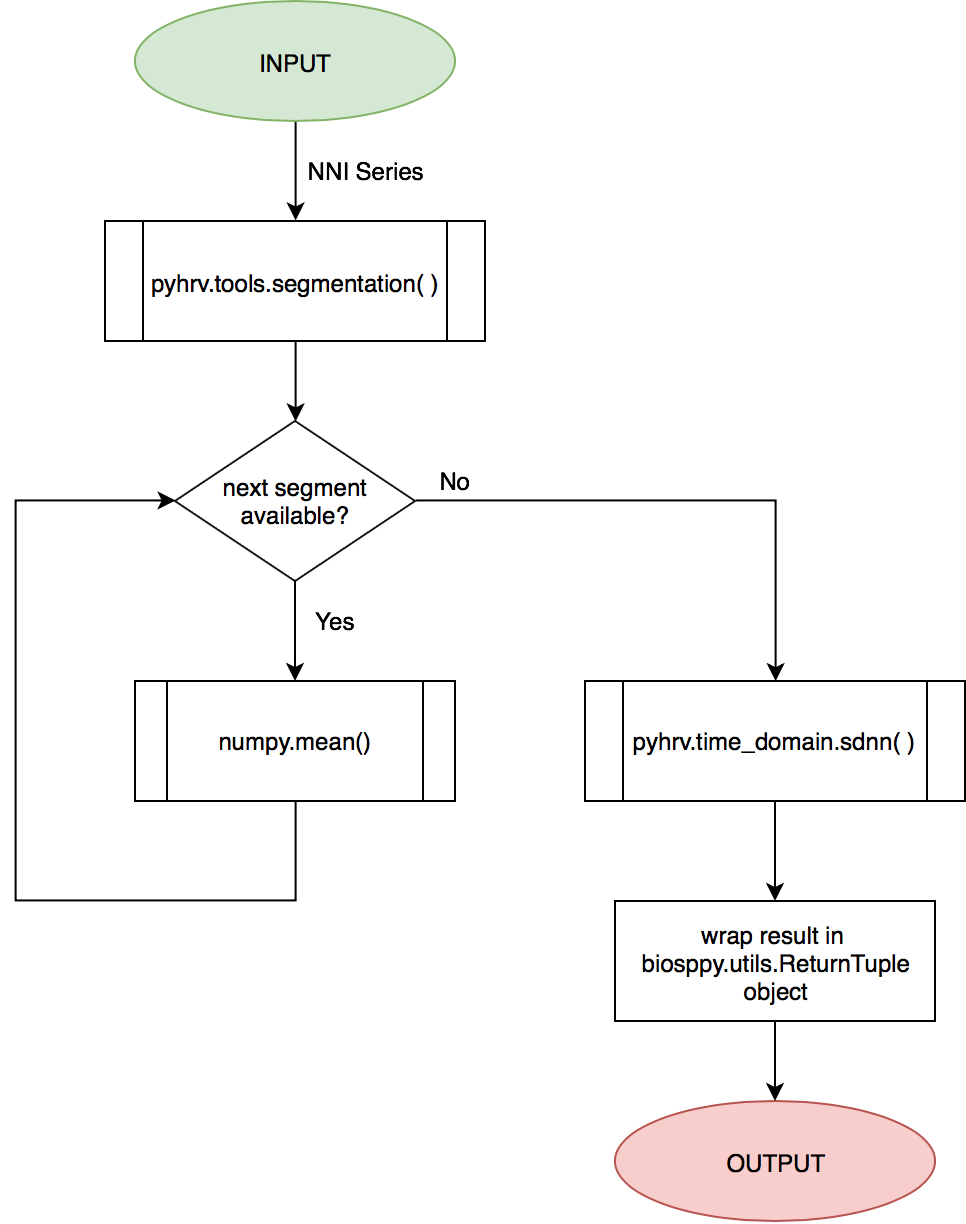 INPUT
NNI Series
pyhrv.tools.segmentation( )
next segment
available?
No
Yes
numpy.mean()
pyhrv.time_domain.sdnn( )
wrap result in
biosppy.utils.ReturnTuple
object
OUTPUT